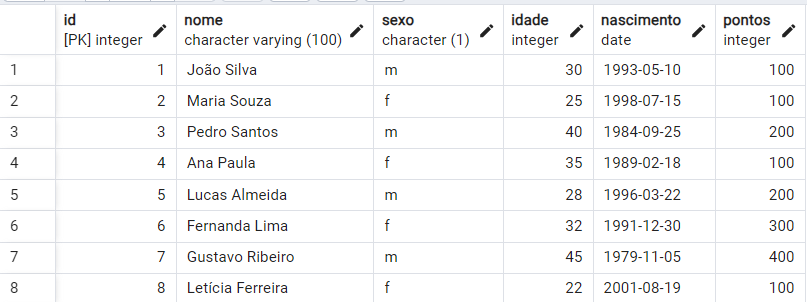 id nome sexo idade nascimento pontos
[PK] integer character varying (100) character (1) integer date integer
1 1 João Silva m 30 1993-05-10 100
2 2 Maria Souza f 25 1998-07-15 100
3 3 Pedro Santos m 40 1984-09-25 200
4 4 Ana Paula f 35 1989-02-18 100
5 5 Lucas Almeida m 28 1996-03-22 200
6 6 Fernanda Lima f 32 1991-12-30 300
7 7 Gustavo Ribeiro m 45 1979-11-05 400
8 8 Letícia Ferreira f 22 2001-08-19 100